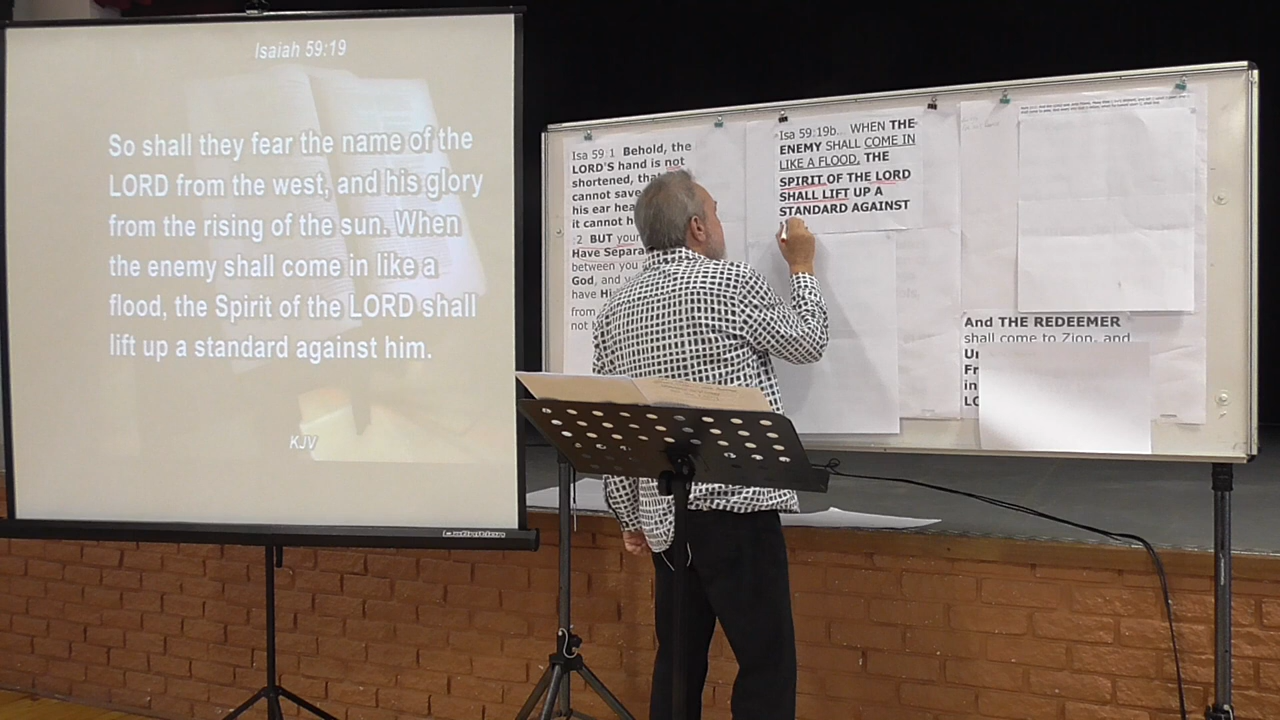 Isaiah 59:19
So shall they fear the name of the
LORD from the west, and his glory
from the rising of the sun. When
the enemy shall come in like a
flood, the Spirit of the LORD shall
lift up a standard against him.
KJV
Isa 59:1 Behold, the
LORD'S hand is not
shortened, that
cannot save
his ear
it cannot
2 BUT your
Have Separa
between you
God, and
have Hi
from
not
Isa 59:19b... WHEN THE
ENEMY SHALL COME IN
LIKE A FLOOD, THE
SPIRIT OF THE LORD
SHALL LIFT UP A
STANDARD AGAINST
And THE REDEEMER
shall come to Zion, and
in